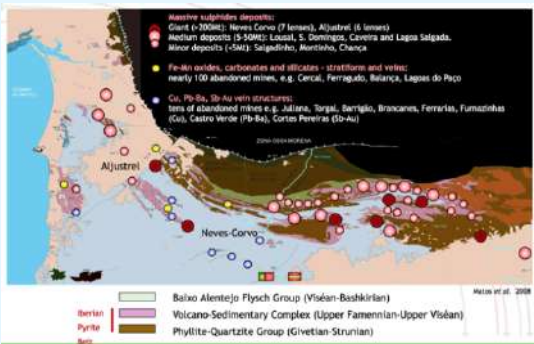 Massive sulphides deposits:
Giant (>200Mt): Neves Corvo (7 lenses), Aljustrel (6 lenses)
Medium deposits (5-50Mt): Lousal, S. Domingos, Caveira and Lagoa Salgada.
Minor deposits (<5Mt): Salgadinho, Montinho, Chança
Fe-Mn oxides, carbonates and silicates - stratiform and veins:
nearly 100 abandoned mines, e.g. Cercal, Ferragudo, Balança, Lagoas do Paço
Cu, Pb-Ba, Sb-Au vein structures:
tens of abandoned mines e.g. Juliana, Torgal, Barrigão, Brancanes, Ferrarias, Fumazinhas
(Cu), Castro Verde (Pb-Ba), Cortes Pereiras (Sb-Au)
ZONA OSSA MORENA
Aljustrel
Neves-Corvo
Matos et al. 2008
Baixo Alentejo Flysch Group (Viséan-Bashkirian)
Iberian
Pyrite
Belt
Volcano-Sedimentary Complex (Upper Famennian-Upper Viséan)
Phyllite-Quartzite Group (Givetian-Strunian)